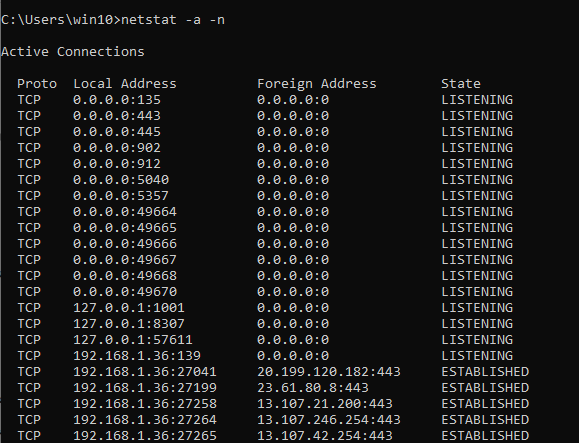 C:\Users\win10>netstat -a -n
Active Connections
Proto Local Address Foreign Address State
TCP 0.0.0.0:135 0.0.0.0:0 LISTENING
TCP 0.0.0.0:443 0.0.0.0:0 LISTENING
TCP 0.0.0.0:445 0.0.0.0:0 LISTENING
TCP 0.0.0.0:902 0.0.0.0:0 LISTENING
TCP 0.0.0.0:912 0.0.0.0:0 LISTENING
TCP 0.0.0.0:5040 0.0.0.0:0 LISTENING
TCP 0.0.0.0:5357 0.0.0.0:0 LISTENING
TCP 0.0.0.0:49664 0.0.0.0:0 LISTENING
TCP 0.0.0.0:49665 0.0.0.0:0 LISTENING
TCP 0.0.0.0:49666 0.0.0.0:0 LISTENING
TCP 0.0.0.0:49667 0.0.0.0:0 LISTENING
TCP 0.0.0.0:49668 0.0.0.0:0 LISTENING
TCP 0.0.0.0:49670 0.0.0.0:0 LISTENING
TCP 127.0.0.1:1001 0.0.0.0:0 LISTENING
TCP 127.0.0.1:8307 0.0.0.0:0 LISTENING
TCP 127.0.0.1:57611 0.0.0.0:0 LISTENING
TCP 192.168.1.36:139 0.0.0.0:0 LISTENING
TCP 192.168.1.36:27041 20.199.120.182:443 ESTABLISHED
TCP 192.168.1.36:27199 23.61.80.8:443 ESTABLISHED
TCP 192.168.1.36:27258 13.107.21.200:443 ESTABLISHED
TCP 192.168.1.36:27264 13.107.246.254:443 ESTABLISHED
TCP 192.168.1.36:27265 13.107.42.254:443 ESTABLISHED